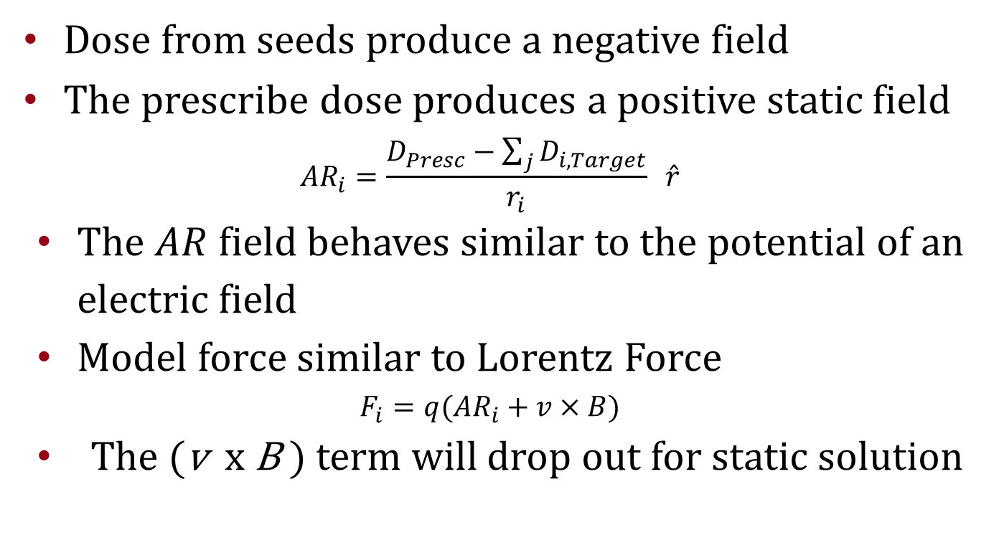 • Dose from seeds produce a negative field
• The prescribe dose produces a positive static field
$AR_i = \frac{D_{Presc} - \sum_j D_{i,Target}}{r_i} \ \hat{r}$
• The AR field behaves similar to the potential of an
electric field
• Model force similar to Lorentz Force
$F_i = q(AR_i + v \times B)$
• The (v x B) term will drop out for static solution